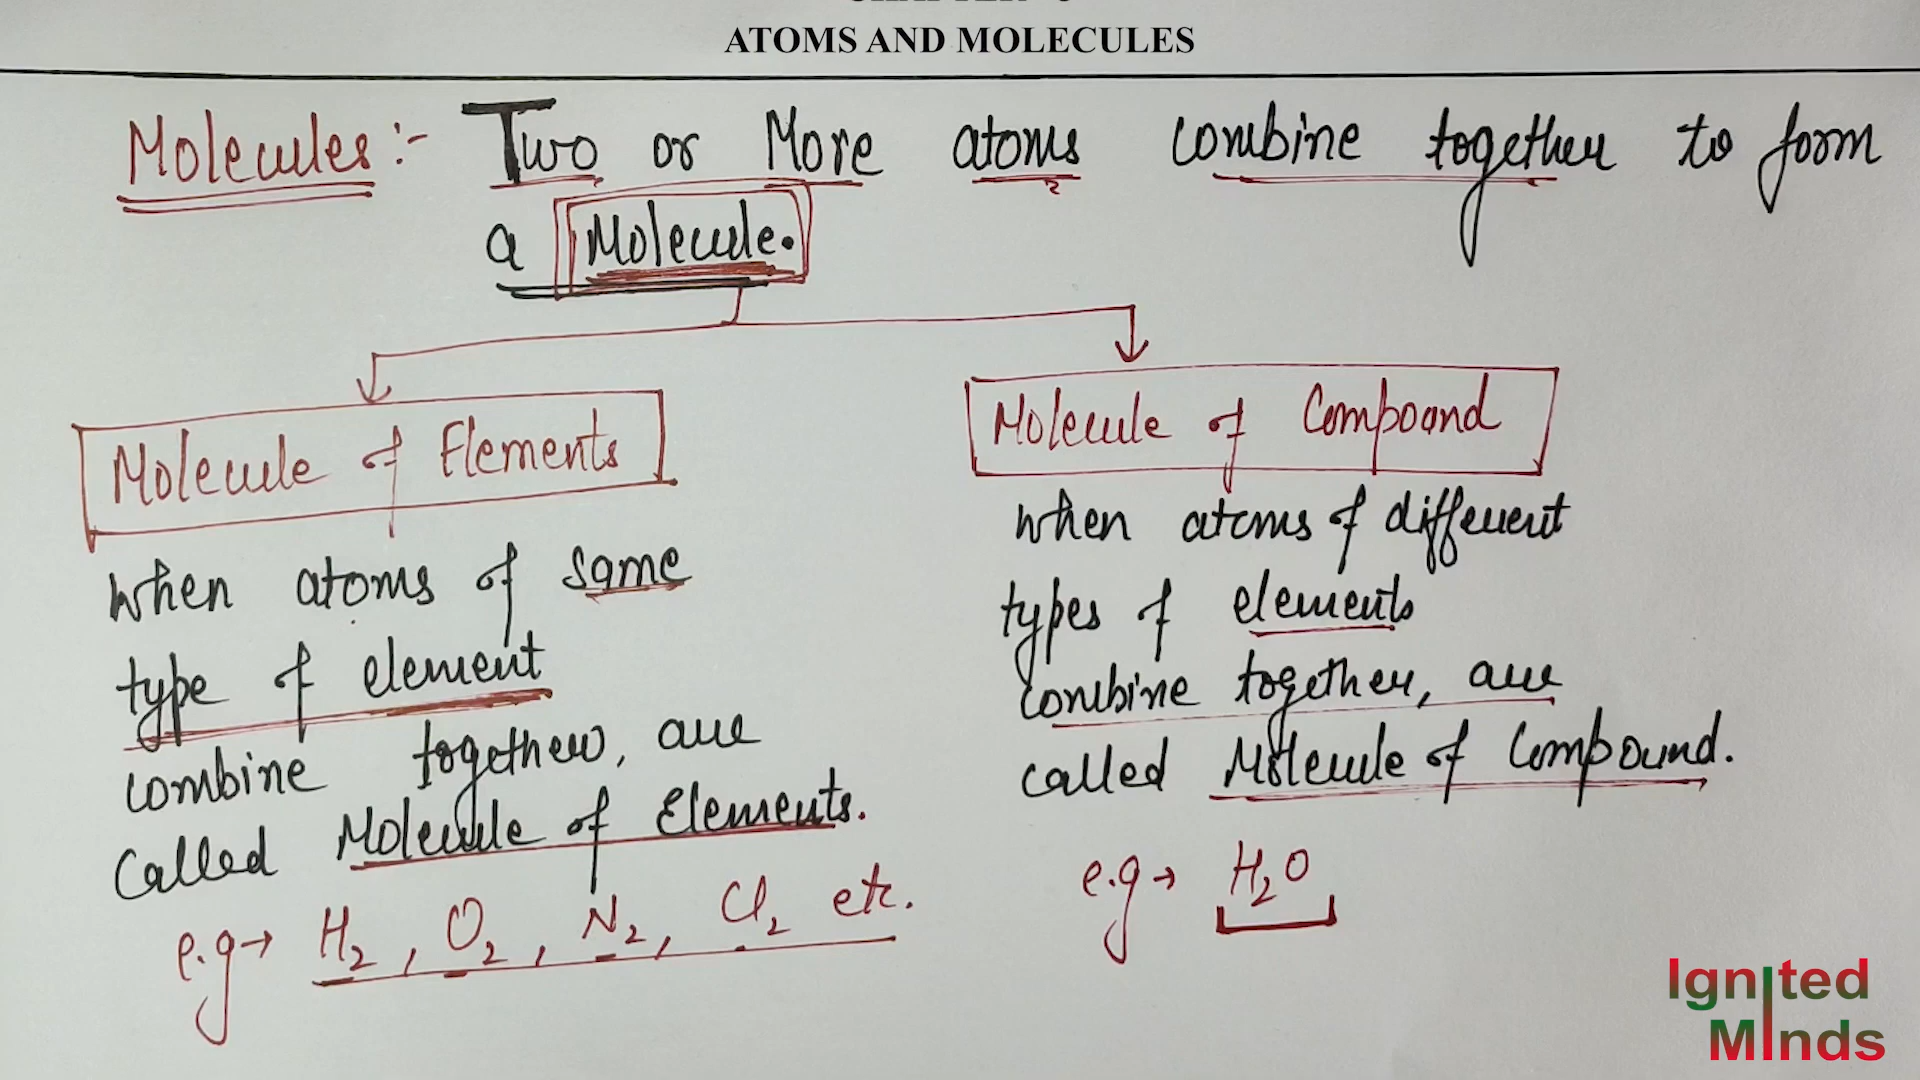 ATOMS AND MOLECULES
Molecules:- Two or More atoms combine together to form
a Molecule.
Molecule of Elements
When atoms of same
type of element
combine together, are
Called Molecule of Elements.
e.g → H₂, O₂, N₂, Cl₂ etc.
Molecule of Compound
When atoms of different
types of elements
combine together, are
called Molecule of Compound.
e.g → H₂O
Ignited
Minds